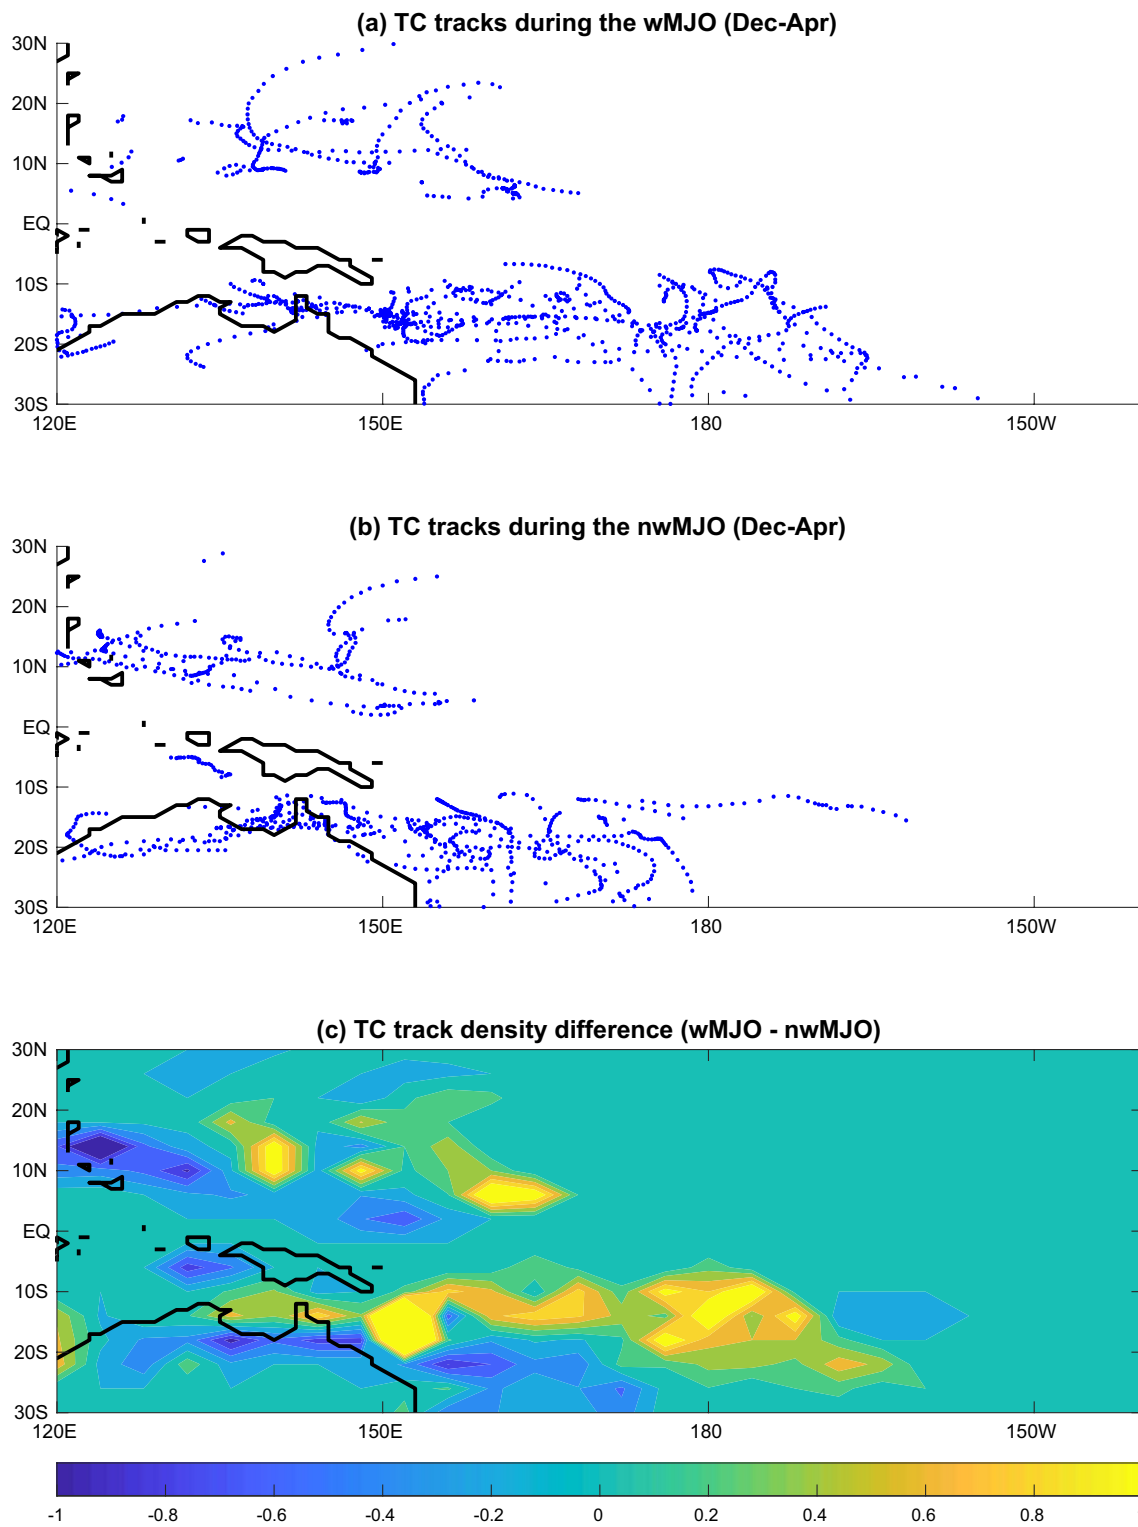 (a) TC tracks during the wMJO (Dec-Apr)
30N
20N
10N
EQ
10S
20S
30S
120E 150E 180 150W
(b) TC tracks during the nwMJO (Dec-Apr)
30N
20N
10N
EQ
10S
20S
30S
120E 150E 180 150W
(c) TC track density difference (wMJO - nwMJO)
30N
20N
10N
EQ
10S
20S
30S
120E 150E 180 150W
-1 -0.8 -0.6 -0.4 -0.2 0 0.2 0.4 0.6 0.8